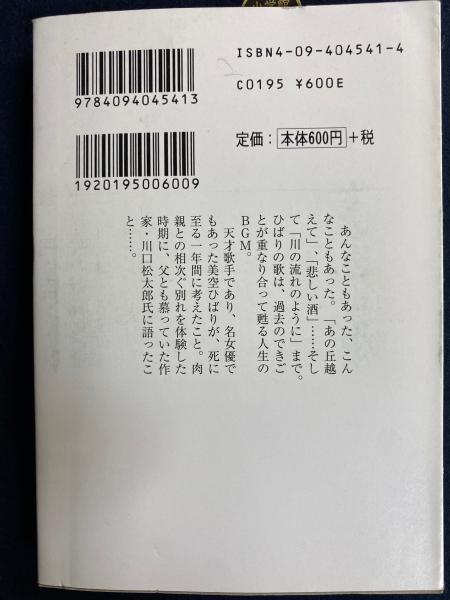 小学館
ISBN4-09-404541-4
C0195 ¥600E
定価：本体600円+税
9784094045413
1920195006009
あんなこともあった、こん
なこともあった。「あの丘越
えて」、「悲しい酒」……そし
て「川の流れのように」まで。
ひばりの歌は、過去のできご
とが重なり合って甦る人生の
BGM。
天才歌手であり、名女優で
もあった美空ひばりが、死に
至る一年間に考えたこと。肉
親との相次ぐ別れを体験した
時期に、父とも慕っていた作
家・川口松太郎氏に語ったこ
と……。